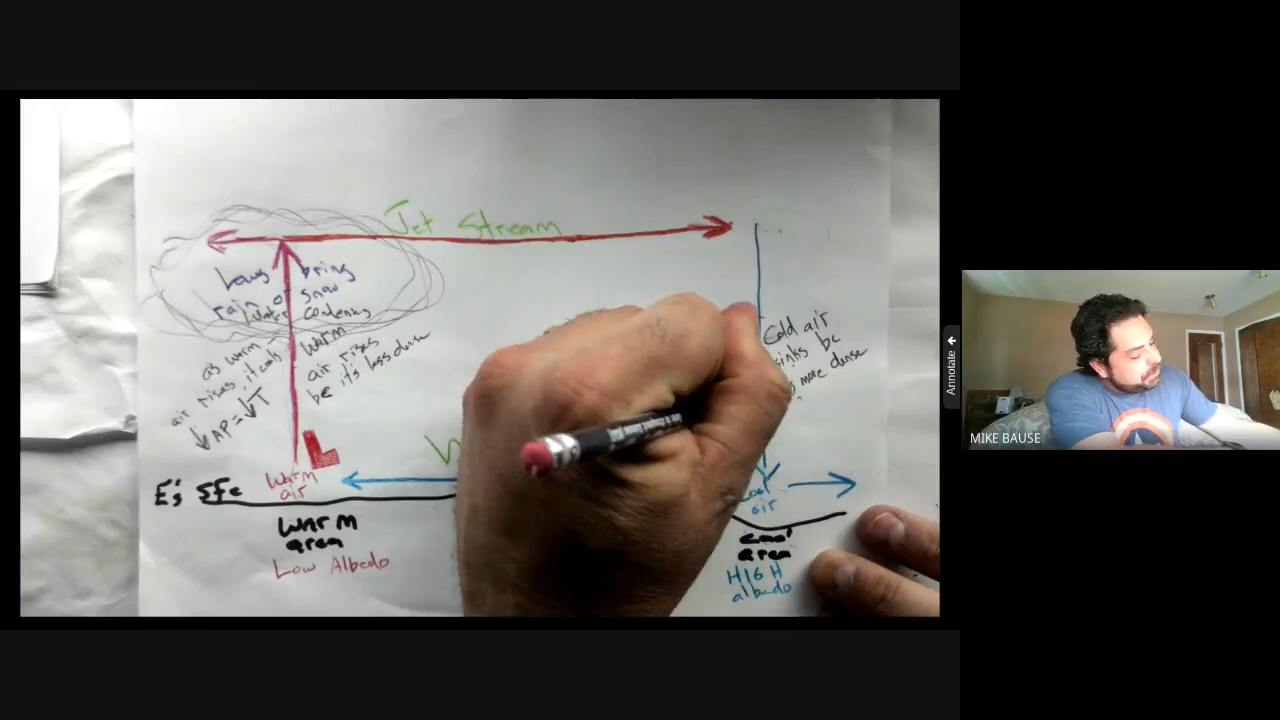 Jet Stream
Lows bring
rain or snow
water condensing
as warm
air rises, it cools
↓AP = ↓T
warm
air rises
bc it's less dense
Cold air
sinks bc
more dense
L
E's sfc
warm
air
W
cool
air
warm
area
Low Albedo
cool
area
HIGH
albedo
Annotate
MIKE BAUSE